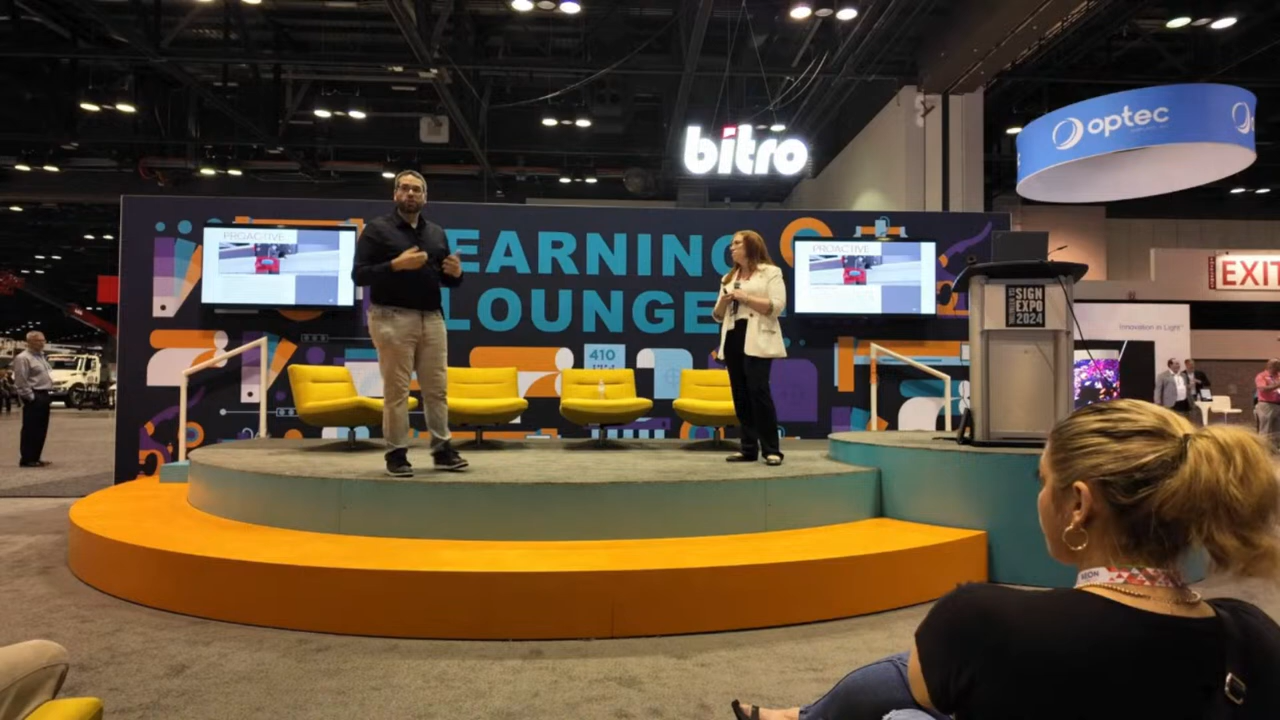 bitro
optec
EARNING
LOUNGE
PROACTIVE
PROACTIVE
410
SIGN
EXPO
2024
EXIT
Innovation in Light